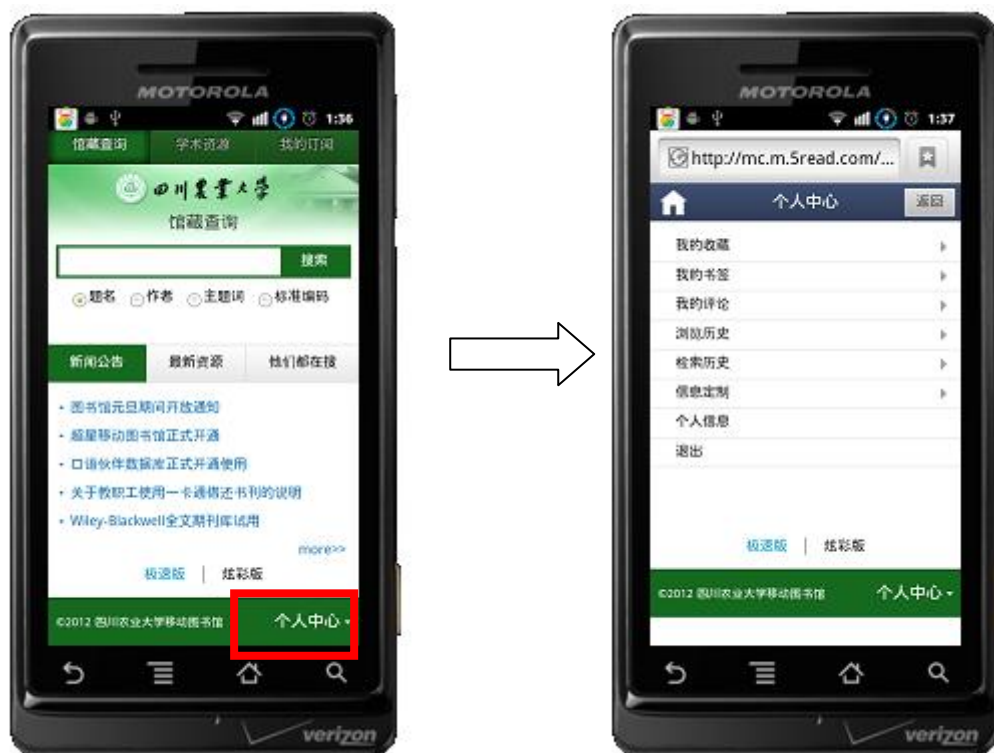 MOTOROLA
1:36
馆藏查询 学术资源 我的订阅
四川农业大学
馆藏查询
搜索
题名 作者 主题词 标准编码
新闻公告 最新资源 他们都在搜
图书馆元旦期间开放通知
超星移动图书馆正式开通
口语伙伴数据库正式开通使用
关于教职工使用一卡通借还书刊的说明
Wiley-Blackwell全文期刊库试用
more>>
极速版 | 炫彩版
©2012 四川农业大学移动图书馆 个人中心
verizon
MOTOROLA
1:37
http://mc.m.5read.com/...
个人中心 返回
我的收藏
我的书签
我的评论
浏览历史
检索历史
信息定制
个人信息
退出
极速版 | 炫彩版
©2012 四川农业大学移动图书馆 个人中心
verizon